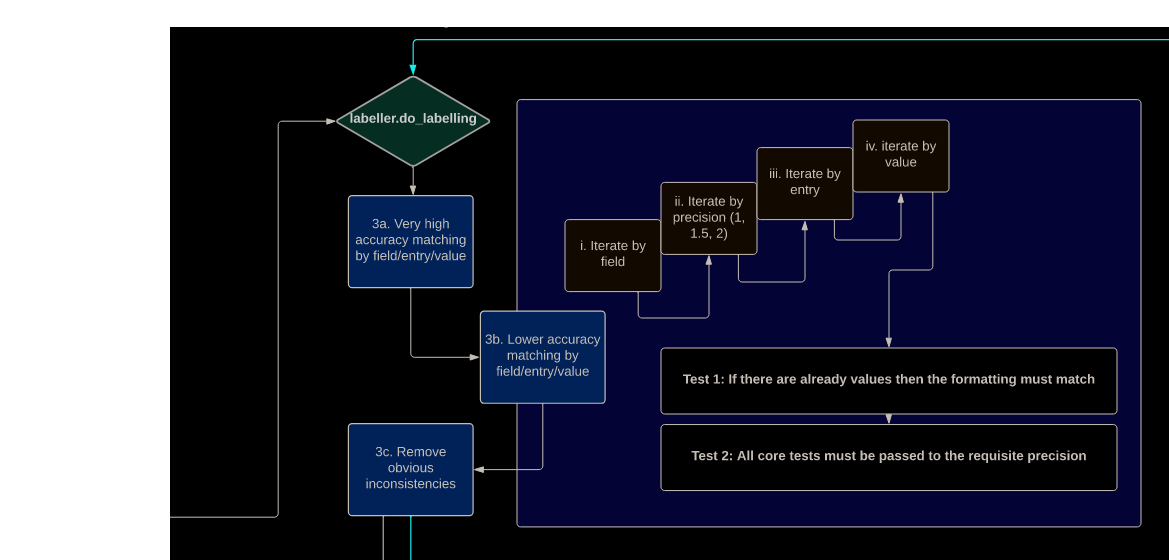 labeller.do_labelling
3a. Very high
accuracy matching
by field/entry/value
3b. Lower accuracy
matching by
field/entry/value
3c. Remove
obvious
inconsistencies
i. Iterate by
field
ii. Iterate by
precision (1,
1.5, 2)
iii. Iterate by
entry
iv. iterate by
value
Test 1: If there are already values then the formatting must match
Test 2: All core tests must be passed to the requisite precision